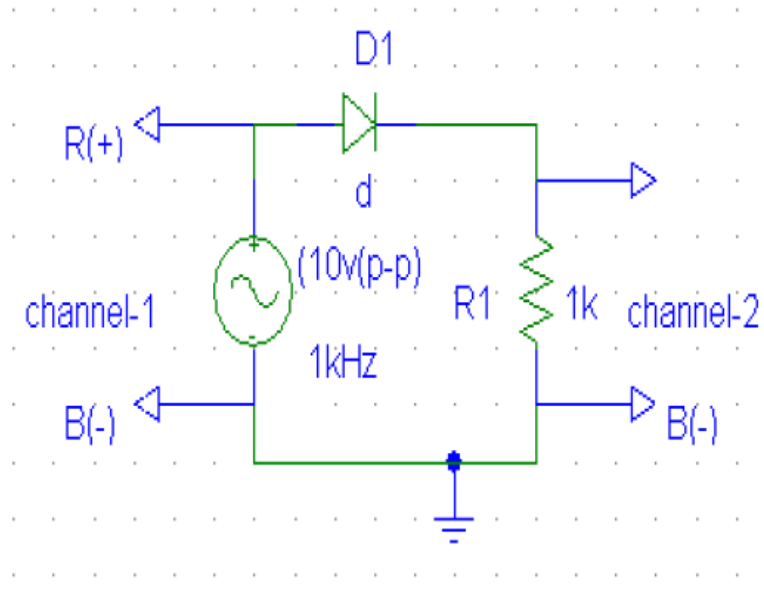 D1
R(+)
d
(10v(p-p)
channel-1
R1
1k
channel-2
1kHz
B(-)
B(-)